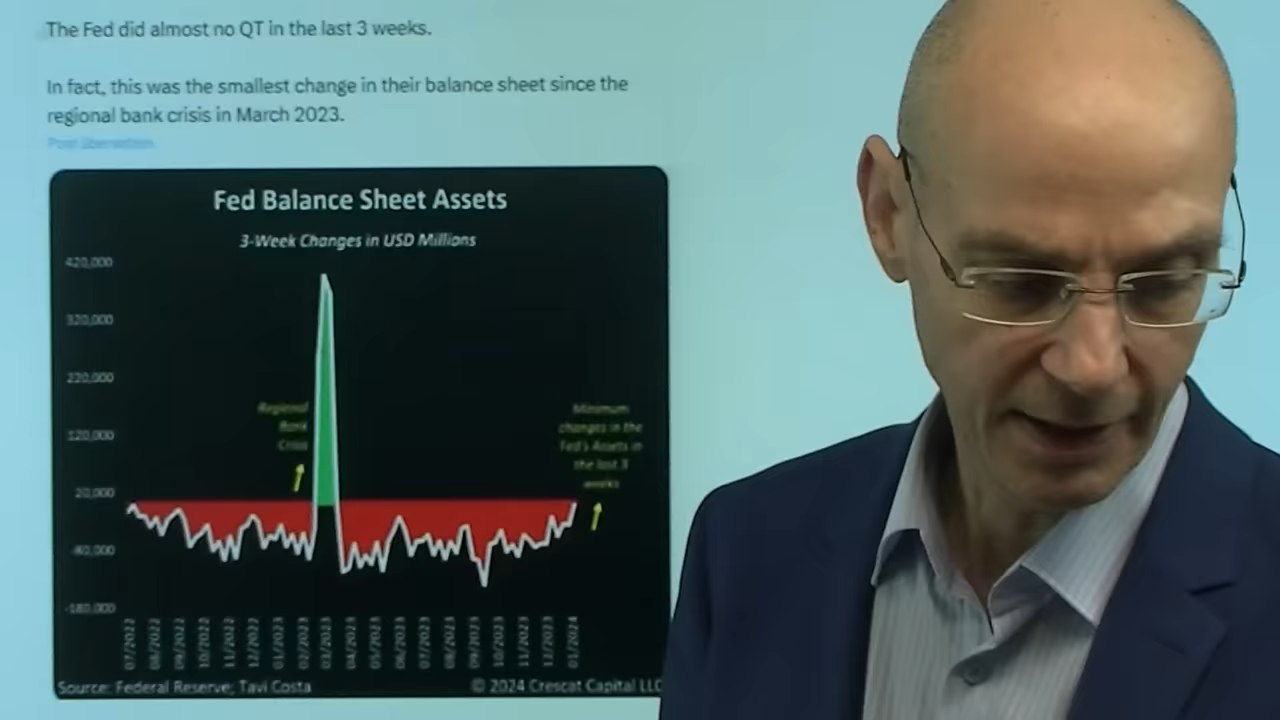 The Fed did almost no QT in the last 3 weeks.
In fact, this was the smallest change in their balance sheet since the
regional bank crisis in March 2023.
Post übersetzen
Fed Balance Sheet Assets
3-Week Changes in USD Millions
420,000
320,000
220,000
120,000
20,000
-80,000
-180,000
Regional
Bank
Crisis
Minimum
changes in the
Fed's Assets in
the last 3
weeks
07/2022
08/2022
09/2022
10/2022
11/2022
12/2022
01/2023
02/2023
03/2023
04/2023
05/2023
06/2023
07/2023
08/2023
09/2023
10/2023
11/2023
12/2023
01/2024
Source: Federal Reserve; Tavi Costa
© 2024 Crescat Capital LLC